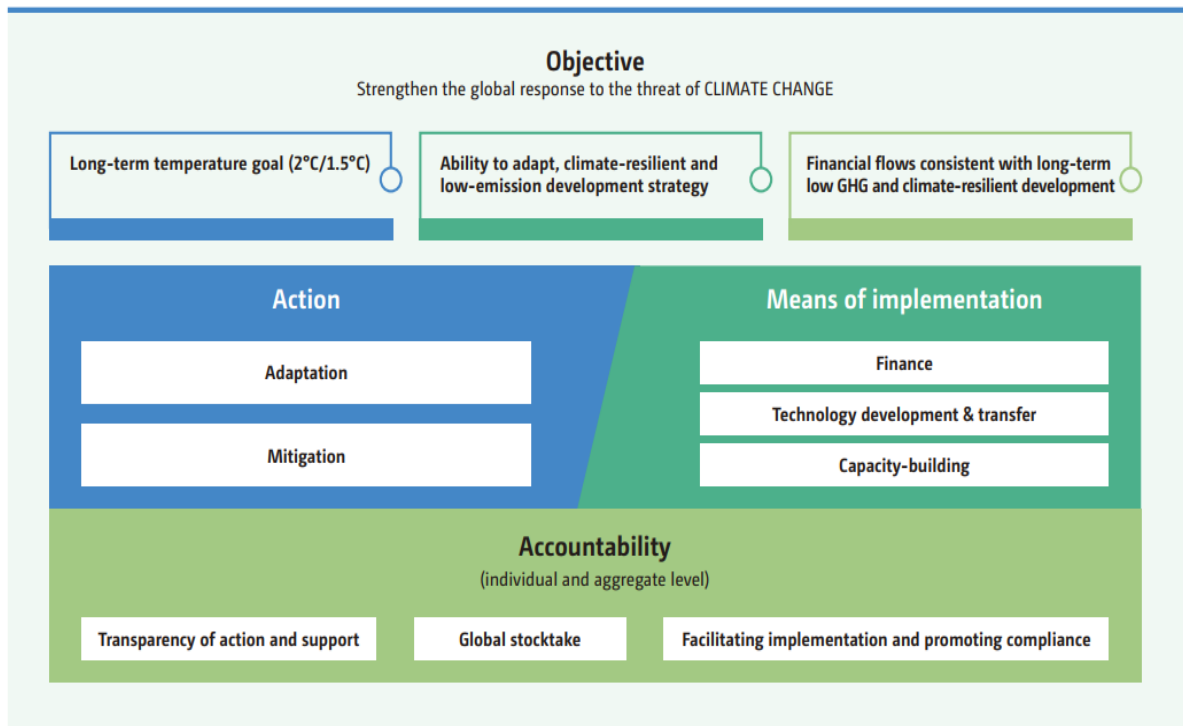 Objective
Strengthen the global response to the threat of CLIMATE CHANGE
Long-term temperature goal (2°C/1.5°C)
Ability to adapt, climate-resilient and
low-emission development strategy
Financial flows consistent with long-term
low GHG and climate-resilient development
Action
Adaptation
Mitigation
Means of implementation
Finance
Technology development & transfer
Capacity-building
Accountability
(individual and aggregate level)
Transparency of action and support
Global stocktake
Facilitating implementation and promoting compliance